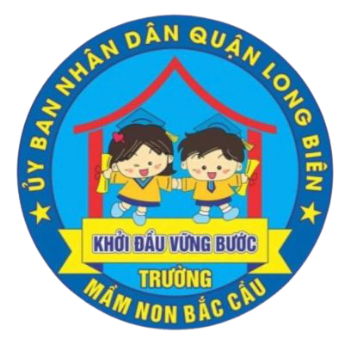 ỦY BAN NHÂN DÂN QUẬN LONG BIÊN
KHỞI ĐẦU VỮNG BƯỚC
TRƯỜNG
MẦM NON BẮC CẦU